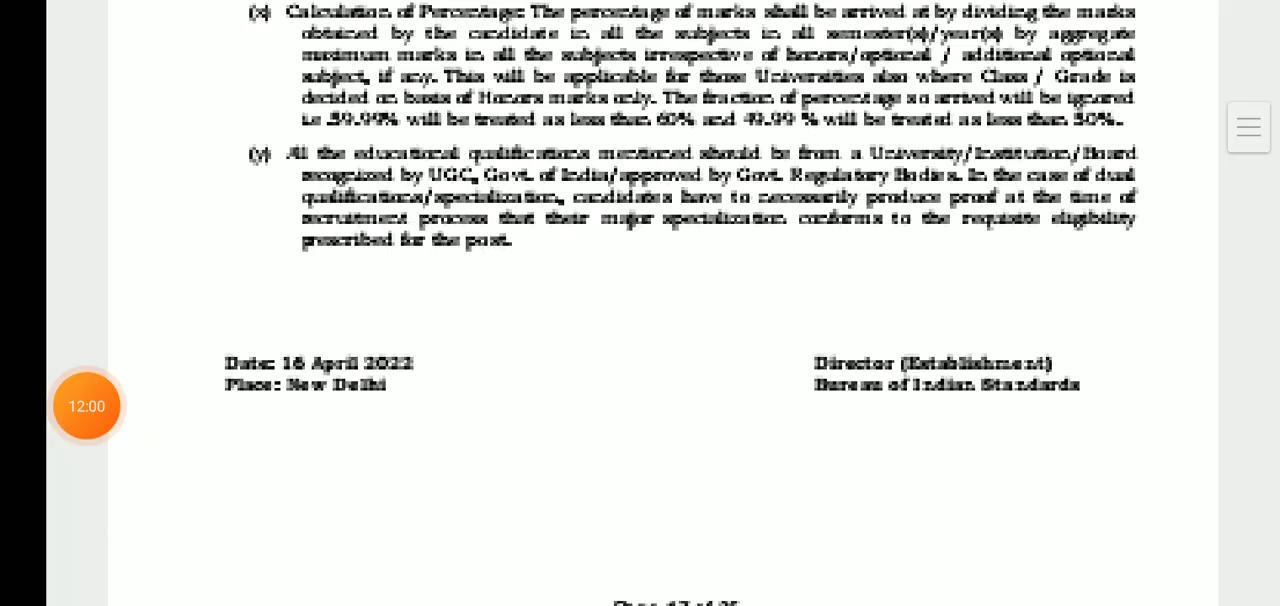 (x) Calculation of Percentage: The percentage of marks shall be arrived at by dividing the marks
obtained by the candidate in all the subjects in all semester(s)/year(s) by aggregate
maximum marks in all the subjects irrespective of honors/optional / additional optional
subject, if any. This will be applicable for those Universities also where Class / Grade is
decided on basis of Honors marks only. The fraction of percentage so arrived will be ignored
i.e 59.99% will be treated as less than 60% and 49.99 % will be treated as less than 50%.
(y) All the educational qualifications mentioned should be from a University/Institution/Board
recognized by UGC, Govt. of India/approved by Govt. Regulatory Bodies. In the case of dual
qualifications/specialization, candidates have to necessarily produce proof at the time of
recruitment process that their major specialization conforms to the requisite eligibility
prescribed for the post.
Date: 16 April 2022
Place: New Delhi
Director (Establishment)
Bureau of Indian Standards
12:00